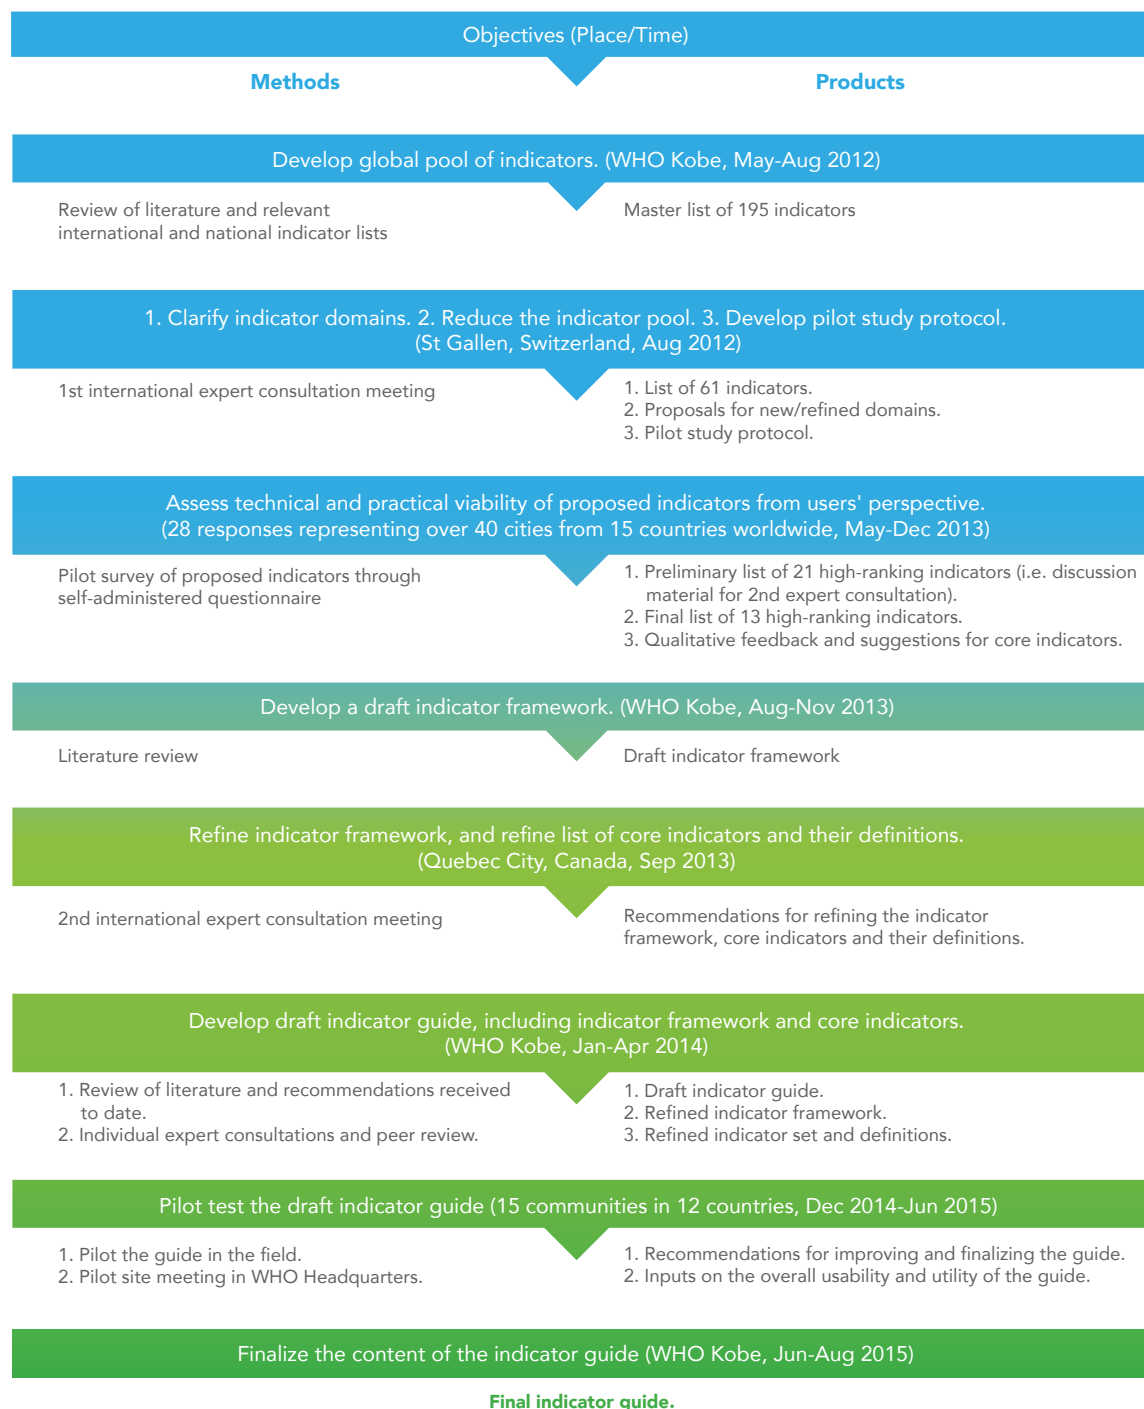 Objectives (Place/Time)
Methods
Products
Develop global pool of indicators. (WHO Kobe, May-Aug 2012)
Review of literature and relevant
international and national indicator lists
Master list of 195 indicators
1. Clarify indicator domains. 2. Reduce the indicator pool. 3. Develop pilot study protocol.
(St Gallen, Switzerland, Aug 2012)
1st international expert consultation meeting
1. List of 61 indicators.
2. Proposals for new/refined domains.
3. Pilot study protocol.
Assess technical and practical viability of proposed indicators from users' perspective.
(28 responses representing over 40 cities from 15 countries worldwide, May-Dec 2013)
Pilot survey of proposed indicators through
self-administered questionnaire
1. Preliminary list of 21 high-ranking indicators (i.e. discussion
material for 2nd expert consultation).
2. Final list of 13 high-ranking indicators.
3. Qualitative feedback and suggestions for core indicators.
Develop a draft indicator framework. (WHO Kobe, Aug-Nov 2013)
Literature review
Draft indicator framework
Refine indicator framework, and refine list of core indicators and their definitions.
(Quebec City, Canada, Sep 2013)
2nd international expert consultation meeting
Recommendations for refining the indicator
framework, core indicators and their definitions.
Develop draft indicator guide, including indicator framework and core indicators.
(WHO Kobe, Jan-Apr 2014)
1. Review of literature and recommendations received
to date.
2. Individual expert consultations and peer review.
1. Draft indicator guide.
2. Refined indicator framework.
3. Refined indicator set and definitions.
Pilot test the draft indicator guide (15 communities in 12 countries, Dec 2014-Jun 2015)
1. Pilot the guide in the field.
2. Pilot site meeting in WHO Headquarters.
1. Recommendations for improving and finalizing the guide.
2. Inputs on the overall usability and utility of the guide.
Finalize the content of the indicator guide (WHO Kobe, Jun-Aug 2015)
Final indicator guide.